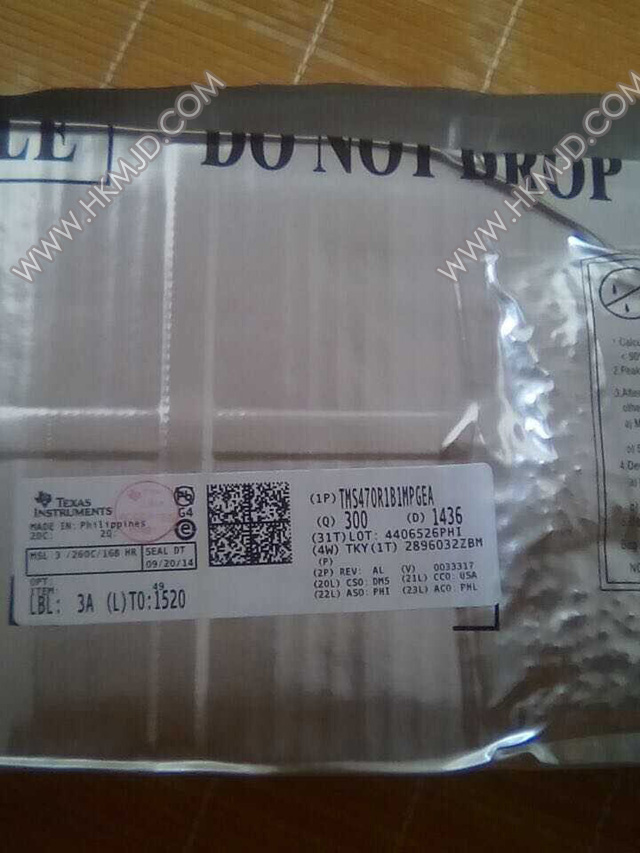 WWW.HKMJD.COM
WWW.HKMJD.COM
LE
DO NOT DROP
TEXAS
INSTRUMENTS
MADE IN: Philippines
2DC: 20:
Pb
G4
e
MSL 3 /260C/168 HR
SEAL DT
09/20/14
OPT:
ITEM: 49
LBL: 3A (L)TO:1520
(1P) TMS470R1B1MPGEA
(Q) 300 (D) 1436
(31T)LOT: 4406526PHI
(4W) TKY(1T) 2896032ZBM
(P)
(2P) REV: AL (V) 0033317
(20L) CSO: DM5 (21L) CCO: USA
(22L) ASO: PHI (23L) ACO: PHL
2.Peak
a) M